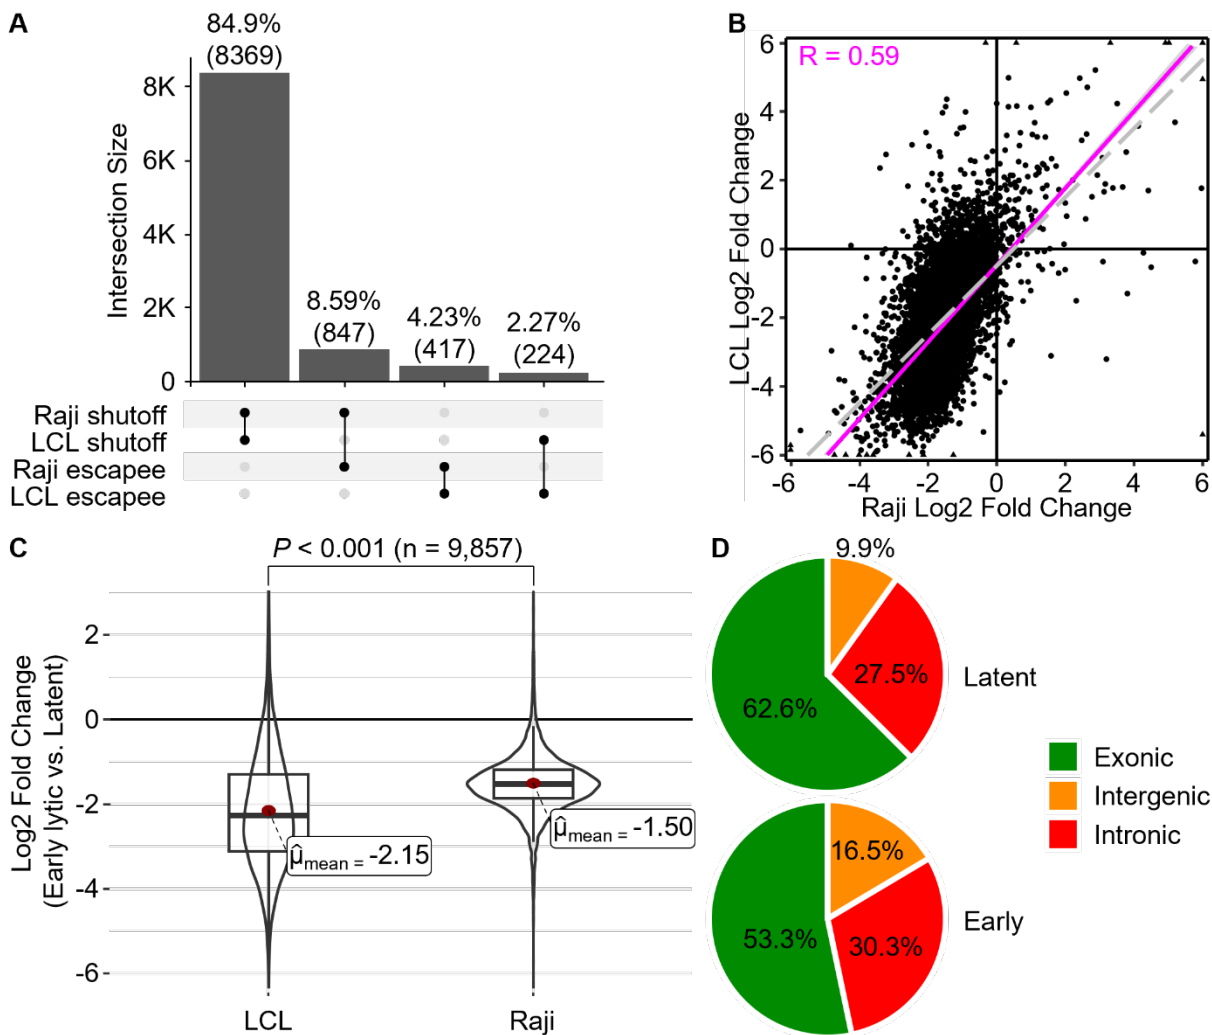 A
84.9%
(8369)
8K
6K
4K
2K
0
Intersection Size
8.59%
(847)
4.23%
(417)
2.27%
(224)
Raji shutoff
LCL shutoff
Raji escapee
LCL escapee
B
R = 0.59
6
4
2
0
-2
-4
-6
LCL Log2 Fold Change
-6
-4
-2
0
2
4
6
Raji Log2 Fold Change
C
P < 0.001 (n = 9,857)
Log2 Fold Change
(Early lytic vs. Latent)
2
0
-2
-4
-6
μ̂mean = -2.15
μ̂mean = -1.50
LCL
Raji
D
9.9%
27.5%
62.6%
Latent
16.5%
53.3%
30.3%
Early
Exonic
Intergenic
Intronic